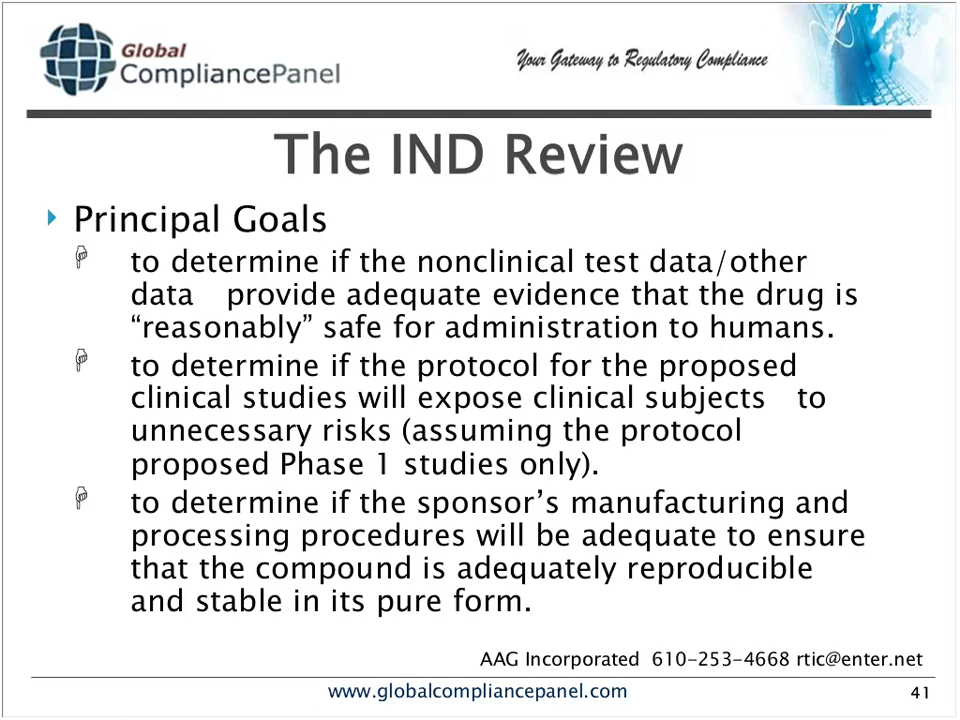 Global
CompliancePanel
Your Gateway to Regulatory Compliance
The IND Review
Principal Goals
to determine if the nonclinical test data/other
data provide adequate evidence that the drug is
“reasonably” safe for administration to humans.
to determine if the protocol for the proposed
clinical studies will expose clinical subjects to
unnecessary risks (assuming the protocol
proposed Phase 1 studies only).
to determine if the sponsor’s manufacturing and
processing procedures will be adequate to ensure
that the compound is adequately reproducible
and stable in its pure form.
AAG Incorporated 610-253-4668 rtic@enter.net
www.globalcompliancepanel.com
41